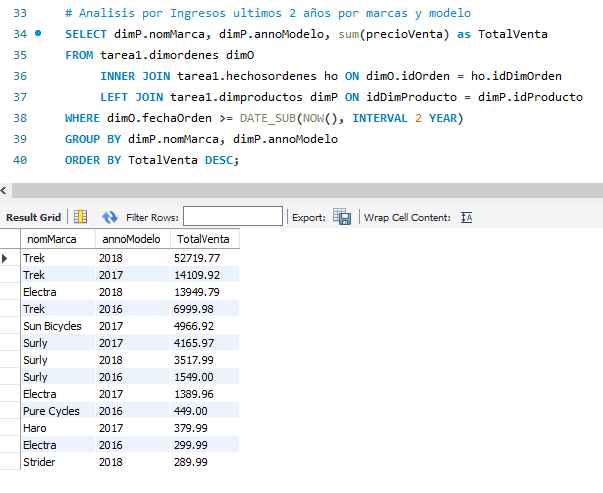 33 # Analisis por Ingresos ultimos 2 años por marcas y modelo
34 SELECT dimP.nomMarca, dimP.annoModelo, sum(precioVenta) as TotalVenta
35 FROM tarea1.dimordenes dimO
36 INNER JOIN tarea1.hechosordenes ho ON dimO.idOrden = ho.idDimOrden
37 LEFT JOIN tarea1.dimproductos dimP ON idDimProducto = dimP.idProducto
38 WHERE dimO.fechaOrden >= DATE_SUB(NOW(), INTERVAL 2 YEAR)
39 GROUP BY dimP.nomMarca, dimP.annoModelo
40 ORDER BY TotalVenta DESC;
Result Grid Filter Rows: Export: Wrap Cell Content:
nomMarca annoModelo TotalVenta
Trek 2018 52719.77
Trek 2017 14109.92
Electra 2018 13949.79
Trek 2016 6999.98
Sun Bicycles 2017 4966.92
Surly 2017 4165.97
Surly 2018 3517.99
Surly 2016 1549.00
Electra 2017 1389.96
Pure Cycles 2016 449.00
Haro 2017 379.99
Electra 2016 299.99
Strider 2018 289.99